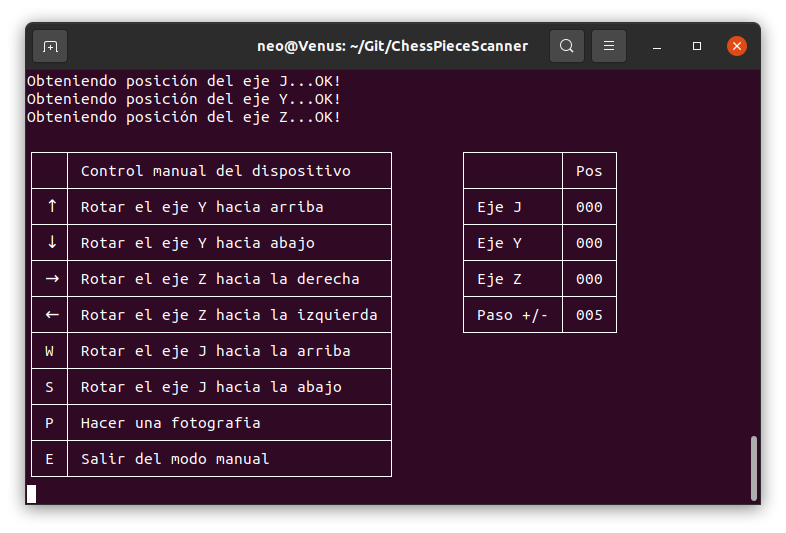 neo@Venus: ~/Git/ChessPieceScanner
Obteniendo posición del eje J...OK!
Obteniendo posición del eje Y...OK!
Obteniendo posición del eje Z...OK!
Control manual del dispositivo
↑ Rotar el eje Y hacia arriba
↓ Rotar el eje Y hacia abajo
→ Rotar el eje Z hacia la derecha
← Rotar el eje Z hacia la izquierda
W Rotar el eje J hacia la arriba
S Rotar el eje J hacia la abajo
P Hacer una fotografia
E Salir del modo manual
Pos
Eje J 000
Eje Y 000
Eje Z 000
Paso +/- 005